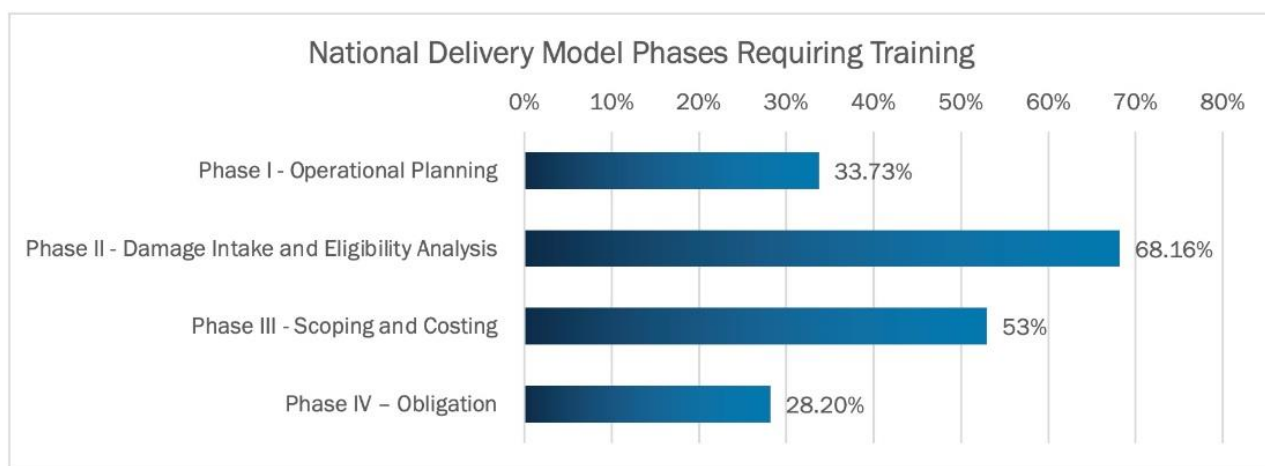 National Delivery Model Phases Requiring Training
0% 10% 20% 30% 40% 50% 60% 70% 80%
Phase I - Operational Planning 33.73%
Phase II - Damage Intake and Eligibility Analysis 68.16%
Phase III - Scoping and Costing 53%
Phase IV – Obligation 28.20%